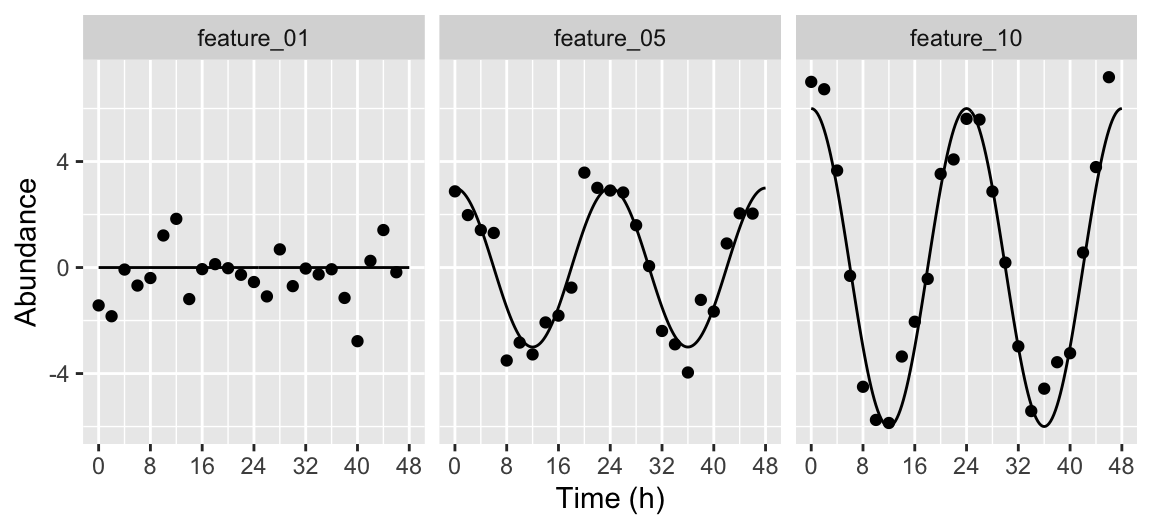 feature_01 feature_05 feature_10
Abundance
4
0
-4
0 8 16 24 32 40 48 0 8 16 24 32 40 48 0 8 16 24 32 40 48
Time (h)